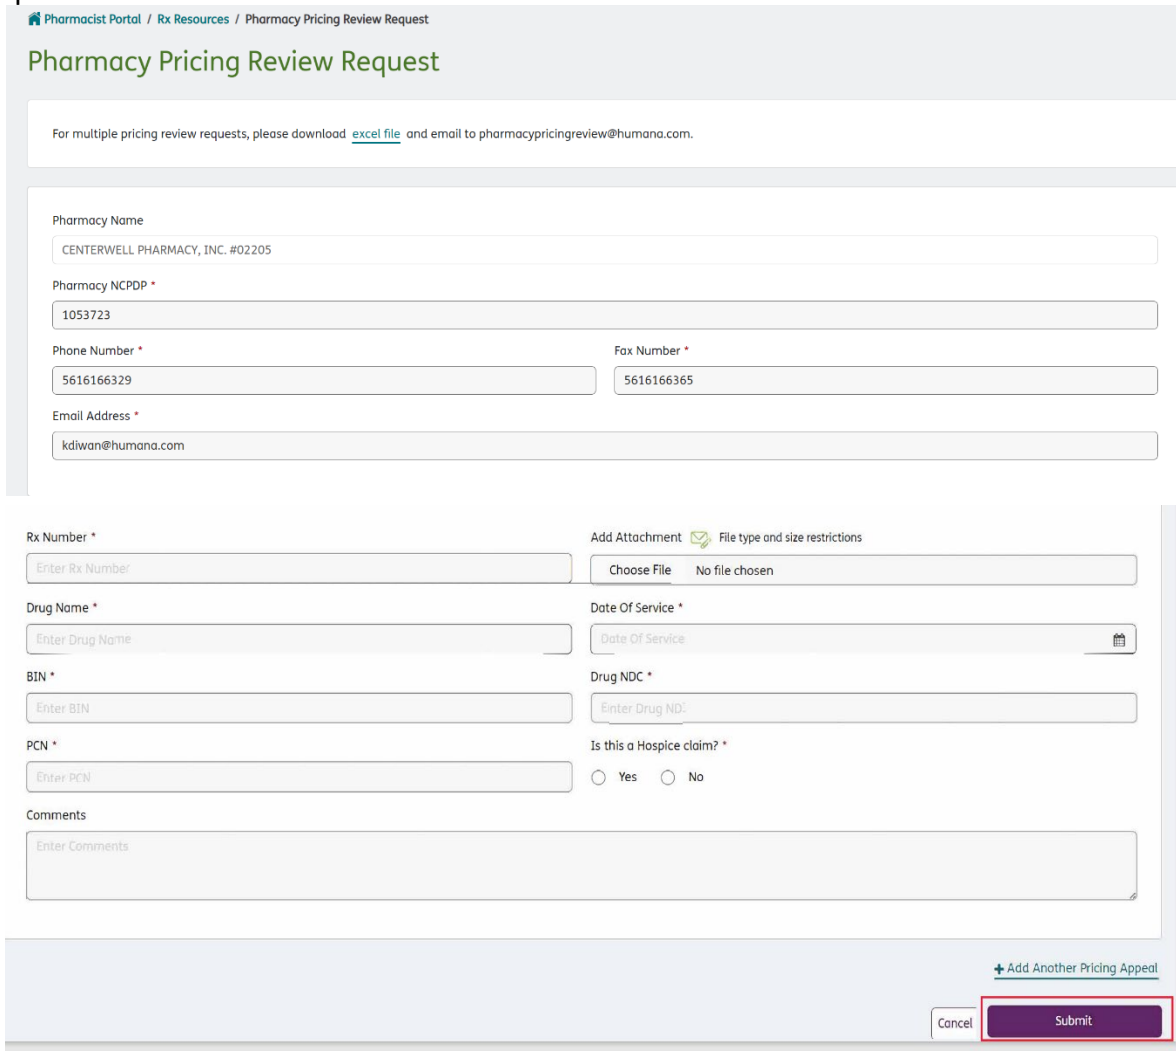 Pharmacist Portal / Rx Resources / Pharmacy Pricing Review Request
Pharmacy Pricing Review Request
For multiple pricing review requests, please download excel file and email to pharmacypricingreview@humana.com.
Pharmacy Name
CENTERWELL PHARMACY, INC. #02205
Pharmacy NCPDP *
1053723
Phone Number *
Fax Number *
5616166329
5616166365
Email Address *
kdiwan@humana.com
Rx Number *
Add Attachment File type and size restrictions
Enter Rx Number
Choose File No file chosen
Drug Name *
Date Of Service *
Enter Drug Name
Date Of Service
BIN *
Drug NDC *
Enter BIN
Enter Drug
PCN *
Is this a Hospice claim? *
Enter PCN
Yes No
Comments
Enter Comments
+ Add Another Pricing Appeal
Cancel
Submit